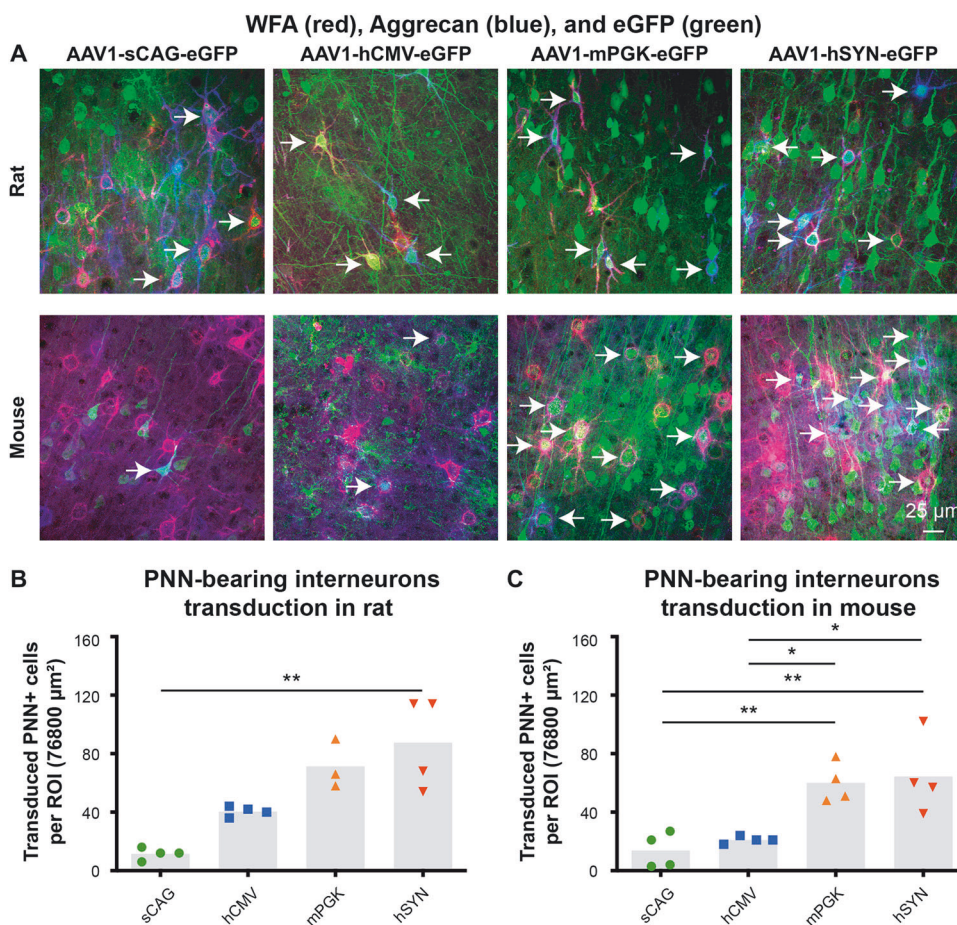 WFA (red), Aggrecan (blue), and eGFP (green)
A
AAV1-sCAG-eGFP
AAV1-hCMV-eGFP
AAV1-mPGK-eGFP
AAV1-hSYN-eGFP
Rat
Mouse
25 µm
B
PNN-bearing interneurons
transduction in rat
Transduced PNN+ cells
per ROI (76800 µm²)
160
120
80
40
0
**
sCAG
hCMV
mPGK
hSYN
C
PNN-bearing interneurons
transduction in mouse
Transduced PNN+ cells
per ROI (76800 µm²)
160
120
80
40
0
*
*
**
**
sCAG
hCMV
mPGK
hSYN